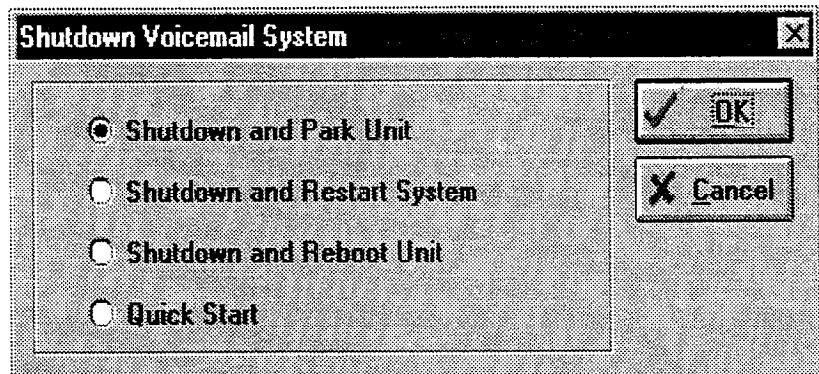 Shutdown Voicemail System
Shutdown and Park Unit
Shutdown and Restart System
Shutdown and Reboot Unit
Quick Start
OK
Cancel